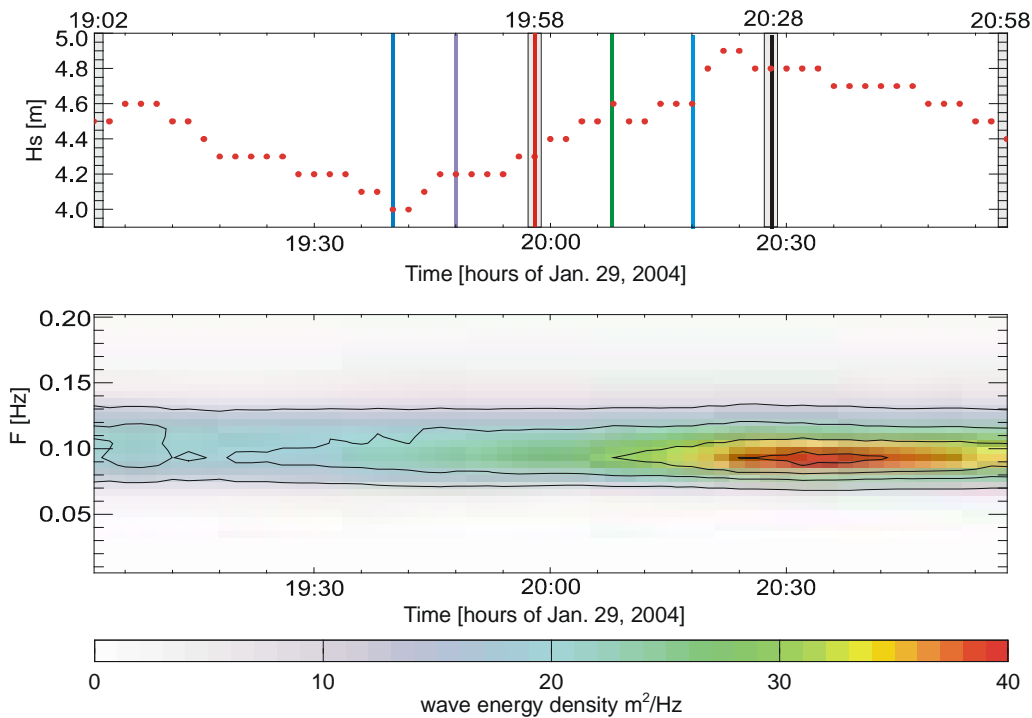 19:02 19:58 20:28 20:58
5.0
4.8
4.6
4.4
4.2
4.0
Hs [m]
19:30 20:00 20:30
Time [hours of Jan. 29, 2004]
0.20
0.15
0.10
0.05
F [Hz]
19:30 20:00 20:30
Time [hours of Jan. 29, 2004]
0 10 20 30 40
wave energy density m²/Hz